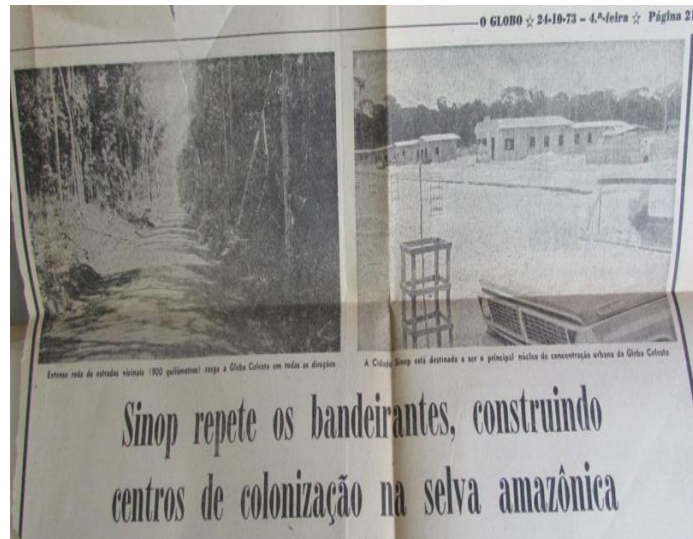 O GLOBO ☆ 24-10-73 – 4.ª-feira ☆ Página 21
Extensa rede de estradas vicinais (900 quilômetros) rasga a Gleba Celeste em todas as direções
A Cidade Sinop está destinada a ser o principal núcleo de concentração urbana da Gleba Celeste
Sinop repete os bandeirantes, construindo
centros de colonização na selva amazônica